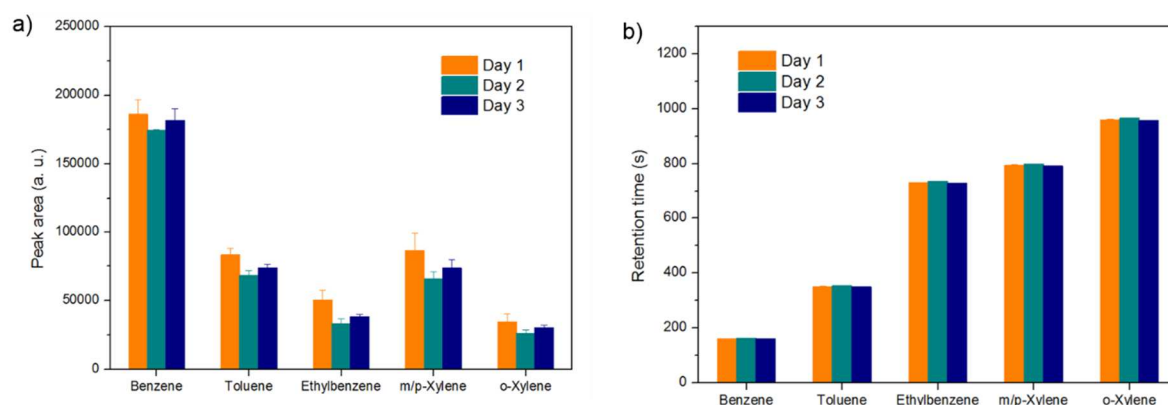 a)
250000
200000
150000
100000
50000
0
Peak area (a. u.)
Day 1
Day 2
Day 3
Benzene Toluene Ethylbenzene m/p-Xylene o-Xylene
b)
1200
1000
800
600
400
200
0
Retention time (s)
Day 1
Day 2
Day 3
Benzene Toluene Ethylbenzene m/p-Xylene o-Xylene